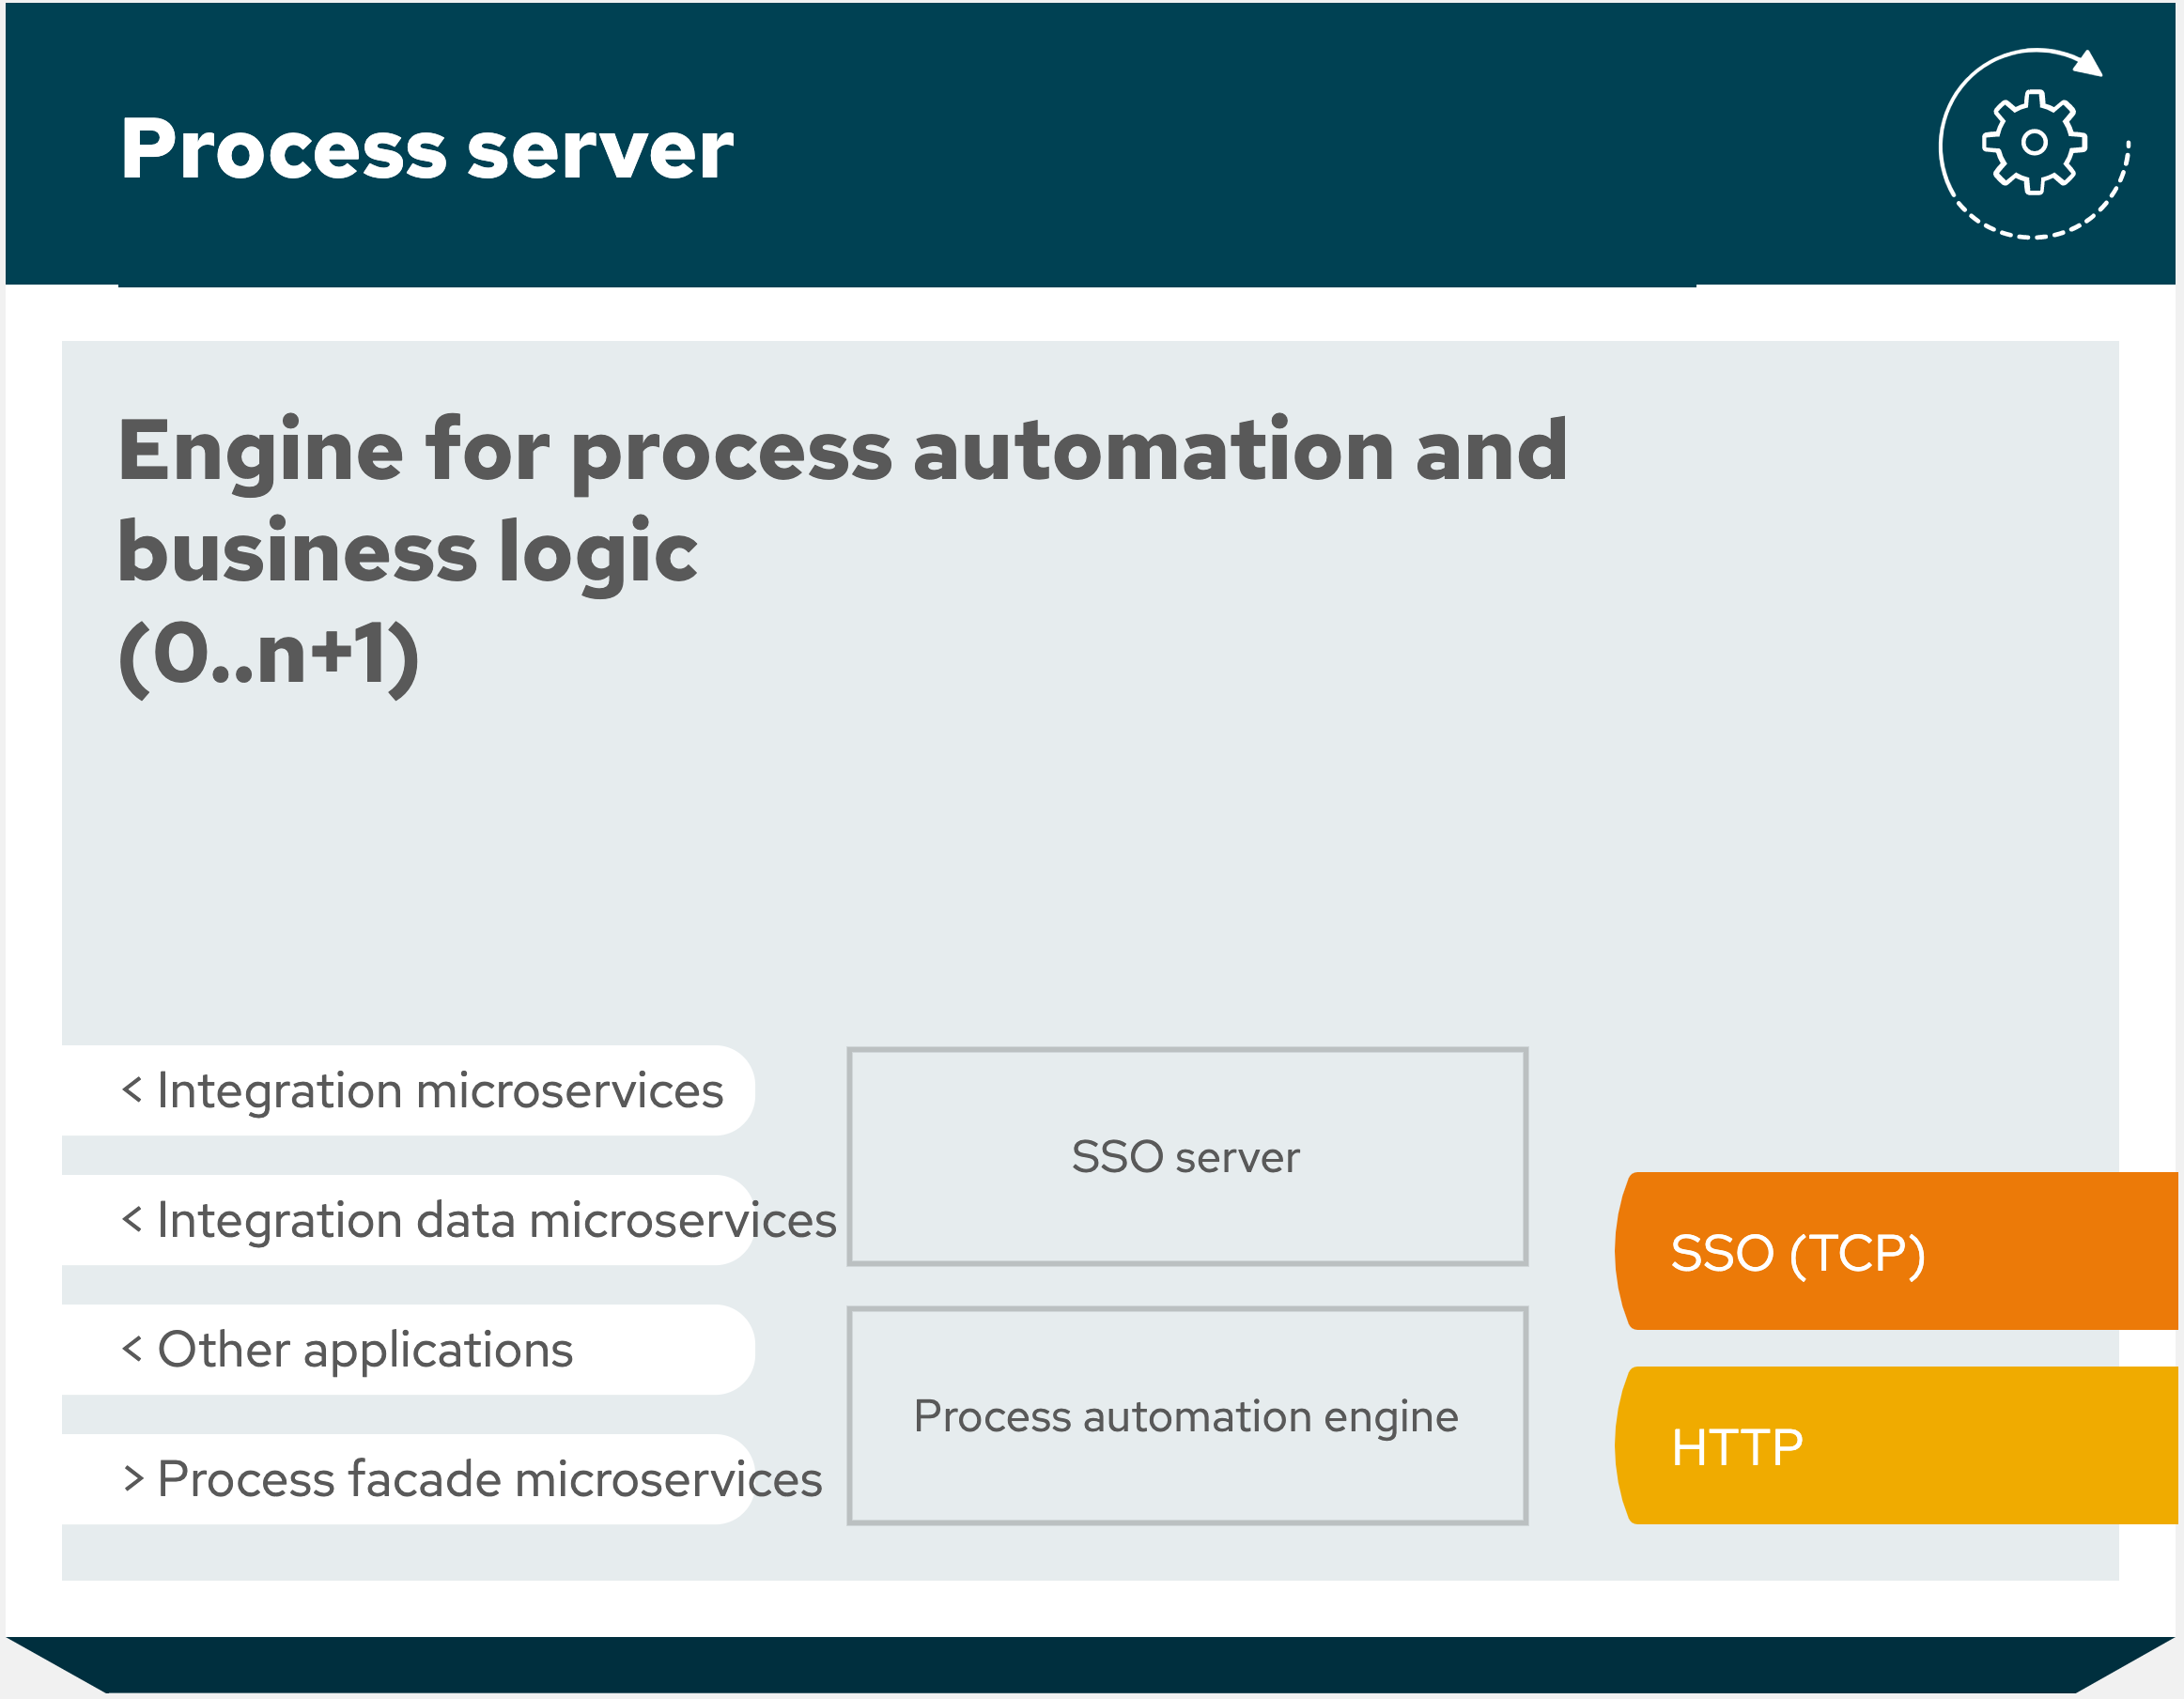 Process server
Engine for process automation and
business logic
(0..n+1)
< Integration microservices
< Integration data microservices
< Other applications
> Process facade microservices
SSO server
Process automation engine
SSO (TCP)
HTTP